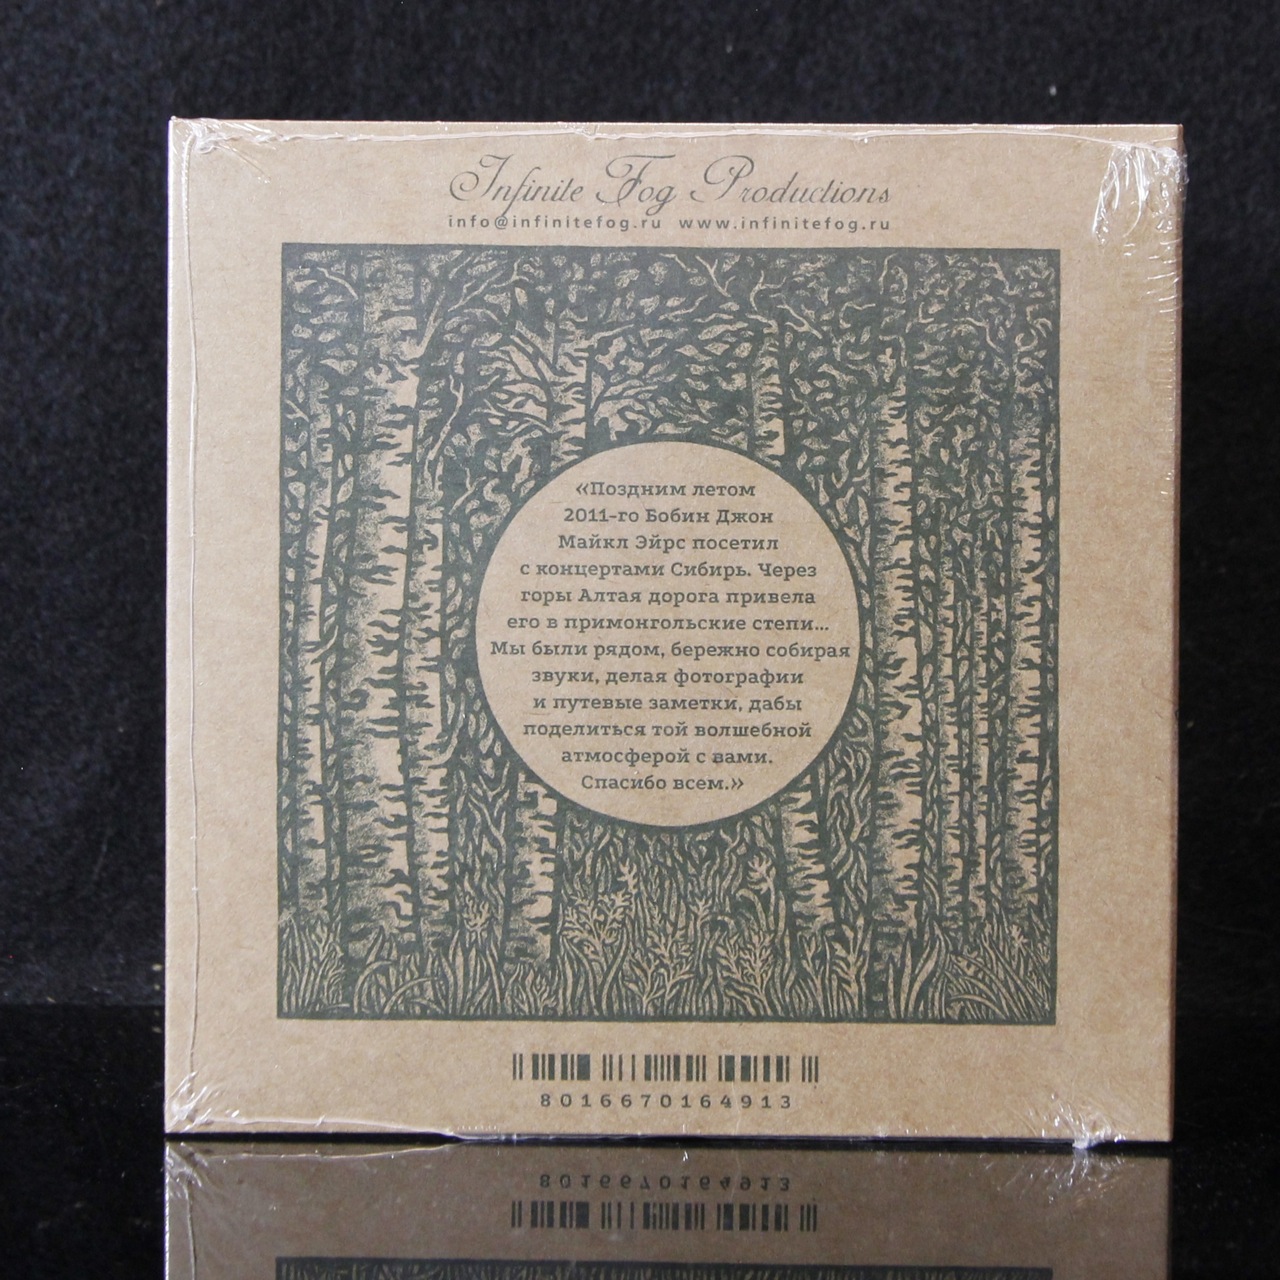 Infinite Fog Productions
info@infinitefog.ru www.infinitefog.ru
«Поздним летом
2011-го Бобин Джон
Майкл Эйрс посетил
с концертами Сибирь. Через
горы Алтая дорога привела
его в примонгольские степи...
Мы были рядом, бережно собирая
звуки, делая фотографии
и путевые заметки, дабы
поделиться той волшебной
атмосферой с вами.
Спасибо всем.»
8016670164913